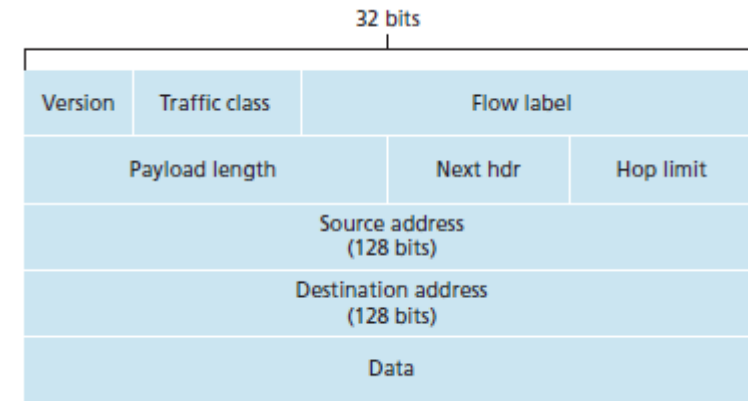 32 bits
Version Traffic class Flow label
Payload length Next hdr Hop limit
Source address
(128 bits)
Destination address
(128 bits)
Data